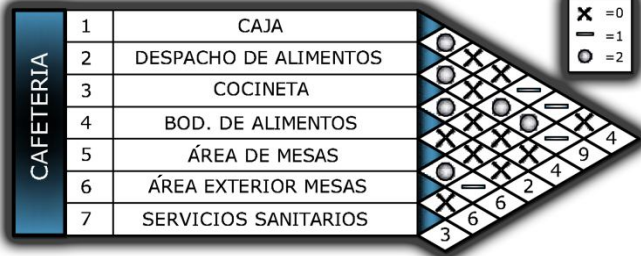 X =0
— =1
=2
CAFETERIA
1 CAJA
2 DESPACHO DE ALIMENTOS
3 COCINETA
4 BOD. DE ALIMENTOS
5 ÁREA DE MESAS
6 ÁREA EXTERIOR MESAS
7 SERVICIOS SANITARIOS
4
9
4
2
6
6
3